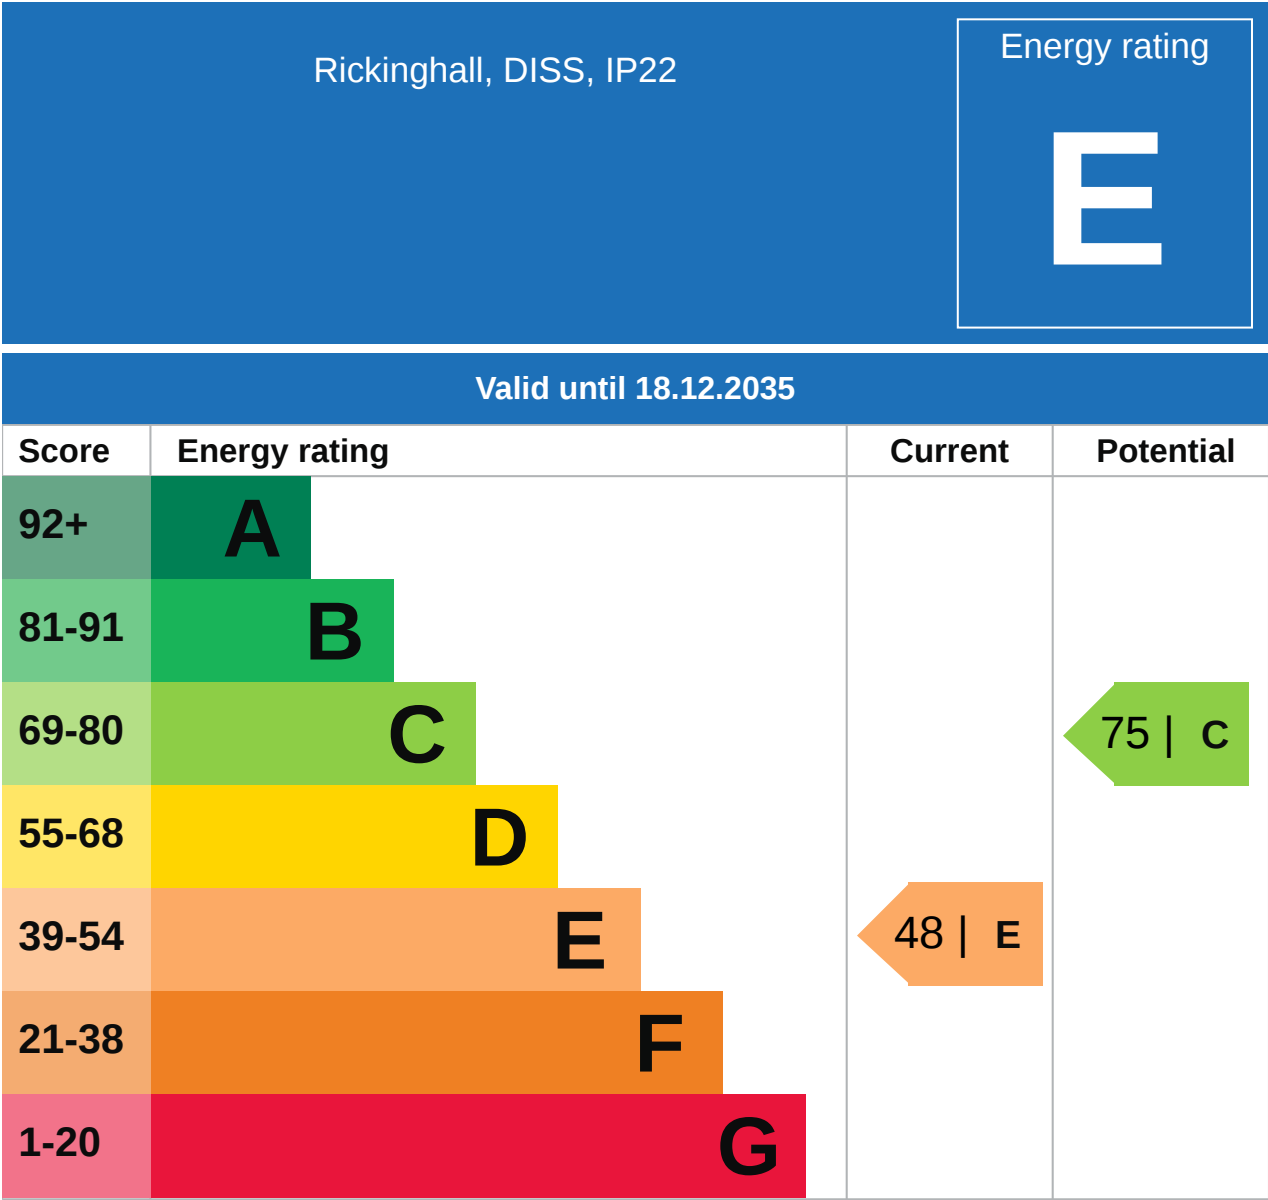 Rickinghall, DISS, IP22
Energy rating
E
Valid until 18.12.2035
Score Energy rating Current Potential
92+ A
81-91 B
69-80 C 75 | C
55-68 D
39-54 E 48 | E
21-38 F
1-20 G